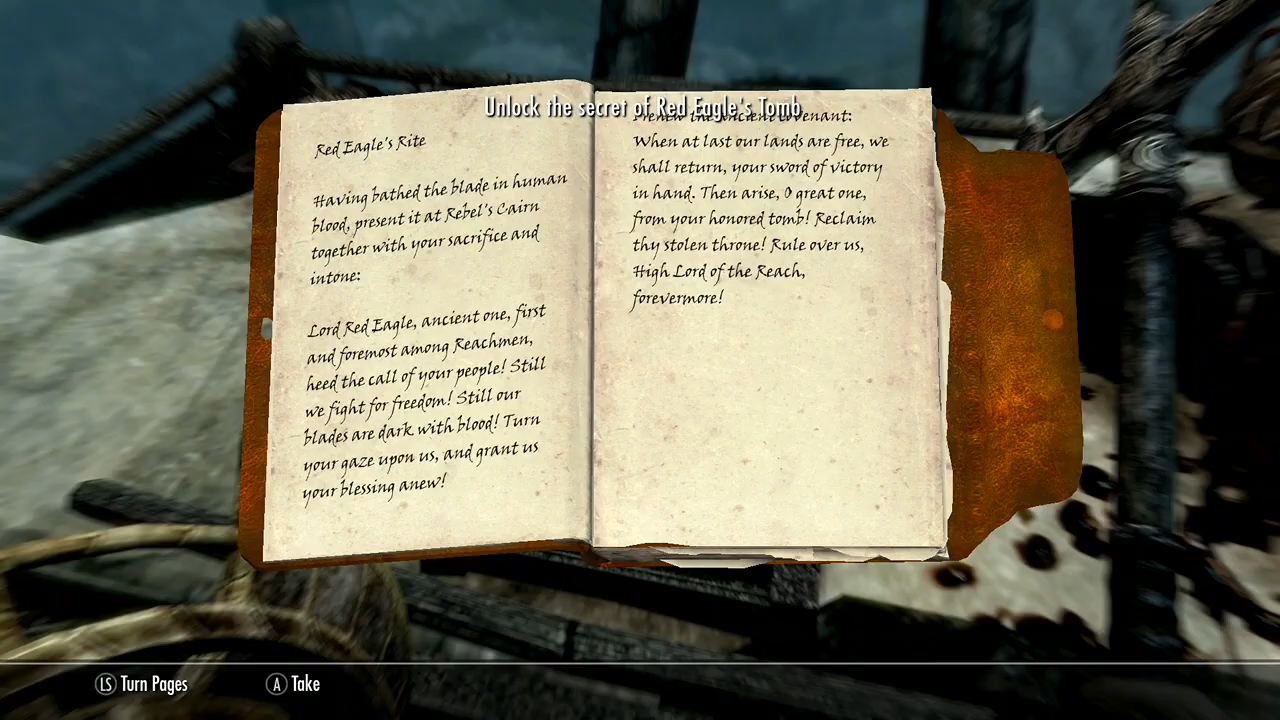 Unlock the secret of Red Eagle's Tomb
Red Eagle's Rite
Having bathed the blade in human
blood, present it at Rebel's Cairn
together with your sacrifice and
intone:
Lord Red Eagle, ancient one, first
and foremost among Reachmen,
heed the call of your people! Still
we fight for freedom! Still our
blades are dark with blood! Turn
your gaze upon us, and grant us
your blessing anew!
renew the ancient covenant:
When at last our lands are free, we
shall return, your sword of victory
in hand. Then arise, O great one,
from your honored tomb! Reclaim
thy stolen throne! Rule over us,
High Lord of the Reach,
forevermore!
LS Turn Pages
A Take